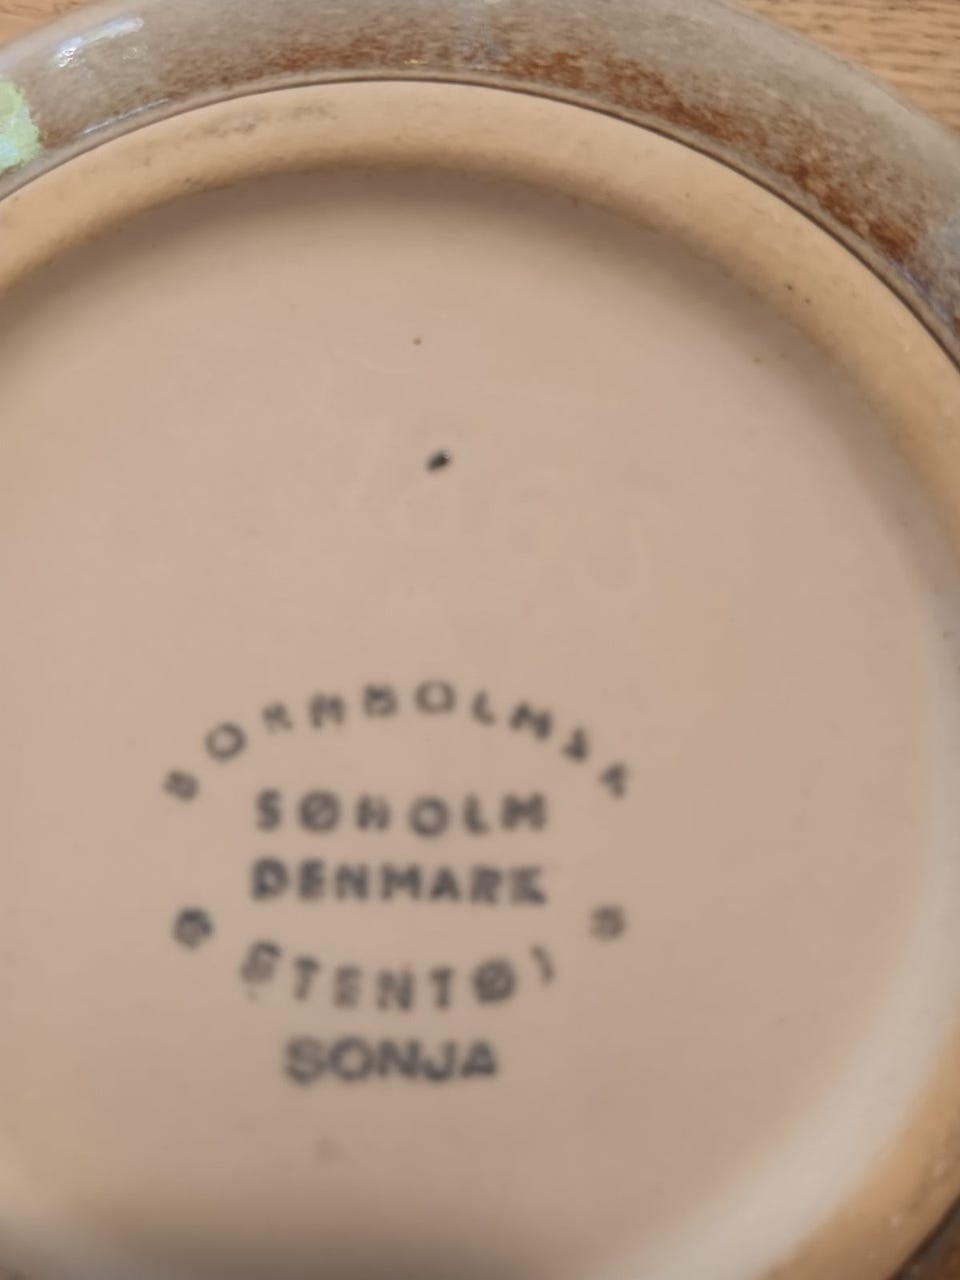 BORNHOLMSK
SØHOLM
DENMARK
STENTØJ
SONJA